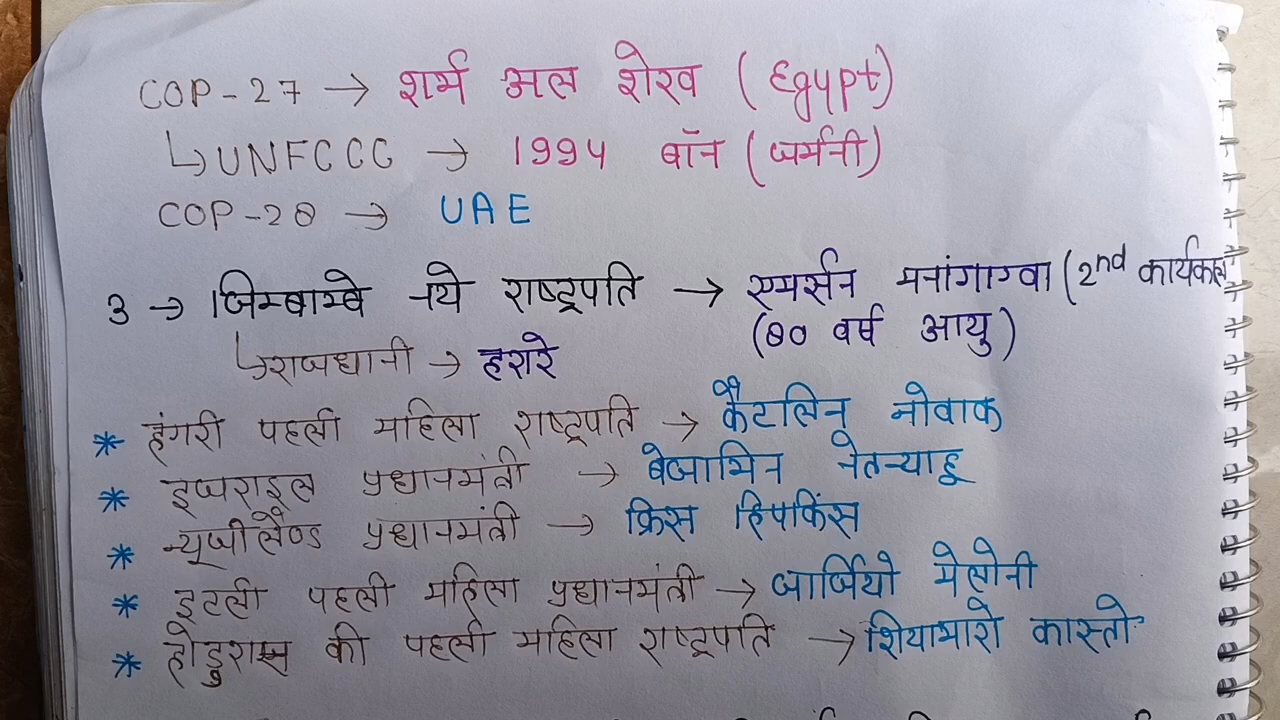 COP-27 → शर्म अल शेख (Egypt)
↳UNFCCC → 1994 बॉन (जर्मनी)
COP-28 → UAE
3 → जिम्बाम्वे नये राष्ट्रपति → एमर्सन मनांगाग्वा (2nd कार्यकाल
(80 वर्ष आयु)
↳राजधानी → हरारे
* हंगरी पहली महिला राष्ट्रपति → कैटलिन नोवाक
* इजराइल प्रधानमंत्री → बेजामिन नेतन्याहू
* न्यूजीलैण्ड प्रधानमंत्री → क्रिस हिपकिंस
* इटली पहली महिला प्रधानमंत्री → जार्जियो मेलोनी
* होडुरास की पहली महिला राष्ट्रपति → शियामारो कास्तो